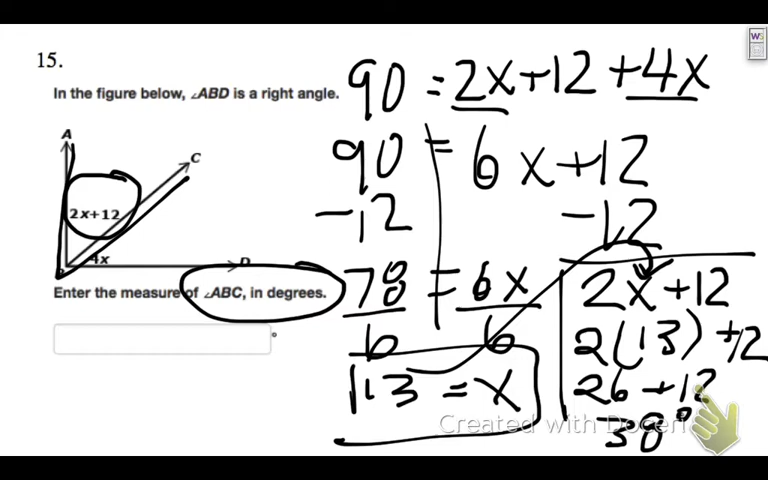 15.
In the figure below, ∠ABD is a right angle.
A
C
2x+12
4x
D
Enter the measure of ∠ABC, in degrees.
°
90 = 2x+12 +4x
90 = 6x+12
-12 -12
78 = 6x
6 6
13 = x
2x+12
2(13)+12
26+12
38°
Created with Doceri